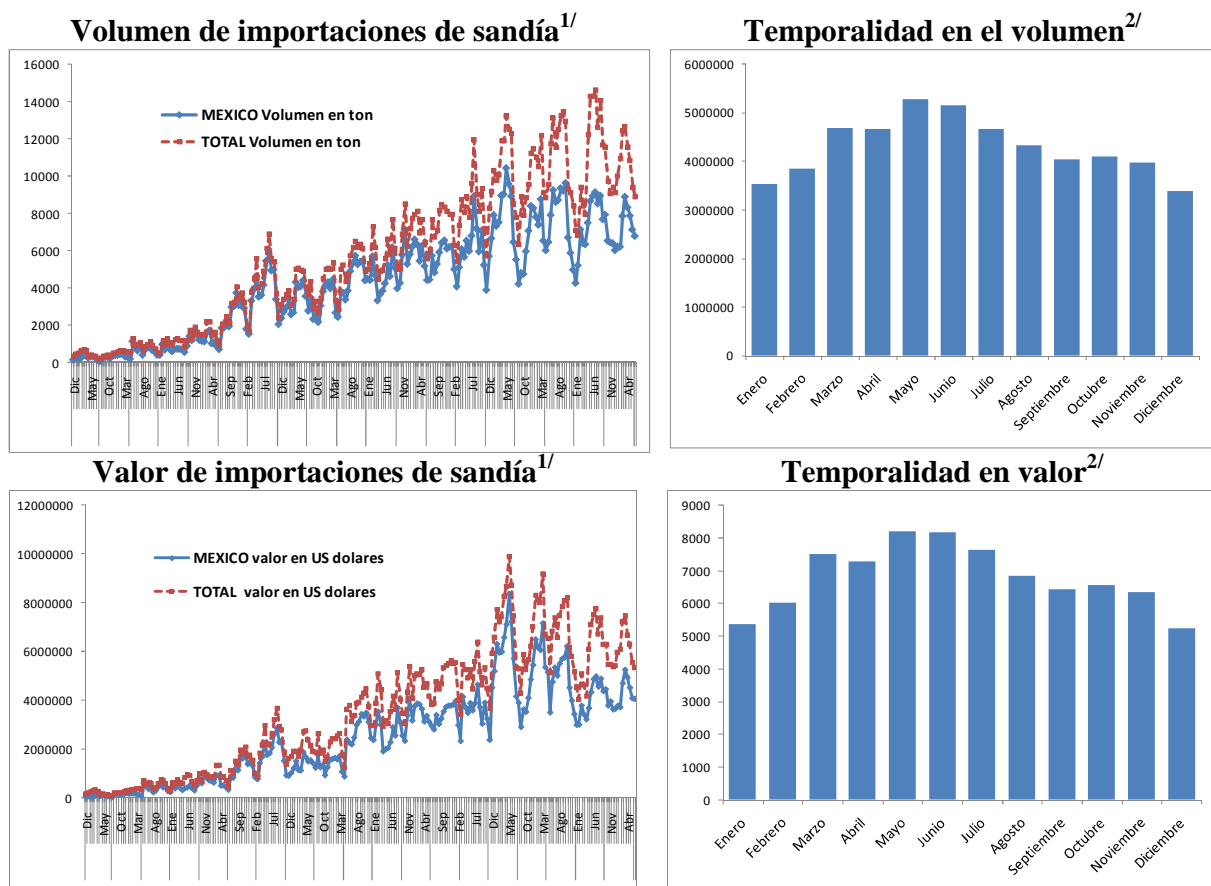 Volumen de importaciones de sandía1/
16000
14000
12000
10000
8000
6000
4000
2000
0
MEXICO Volumen en ton
TOTAL Volumen en ton
Dic May Oct Mar Ago Ene Jun Nov Abr Sep Feb Jul Dic May Oct Mar Ago Ene Jun Nov Abr Sep Feb Jul Dic May Oct Mar Ago Ene Jun Nov Abr
Temporalidad en el volumen2/
6000000
5000000
4000000
3000000
2000000
1000000
0
Enero Febrero Marzo Abril Mayo Junio Julio Agosto Septiembre Octubre Noviembre Diciembre
Valor de importaciones de sandía1/
12000000
10000000
8000000
6000000
4000000
2000000
0
MEXICO valor en US dolares
TOTAL valor en US dolares
Dic May Oct Mar Ago Ene Jun Nov Abr Sep Feb Jul Dic May Oct Mar Ago Ene Jun Nov Abr Sep Feb Jul Dic May Oct Mar Ago Ene Jun Nov Abr
Temporalidad en valor2/
9000
8000
7000
6000
5000
4000
3000
2000
1000
0
Enero Febrero Marzo Abril Mayo Junio Julio Agosto Septiembre Octubre Noviembre Diciembre